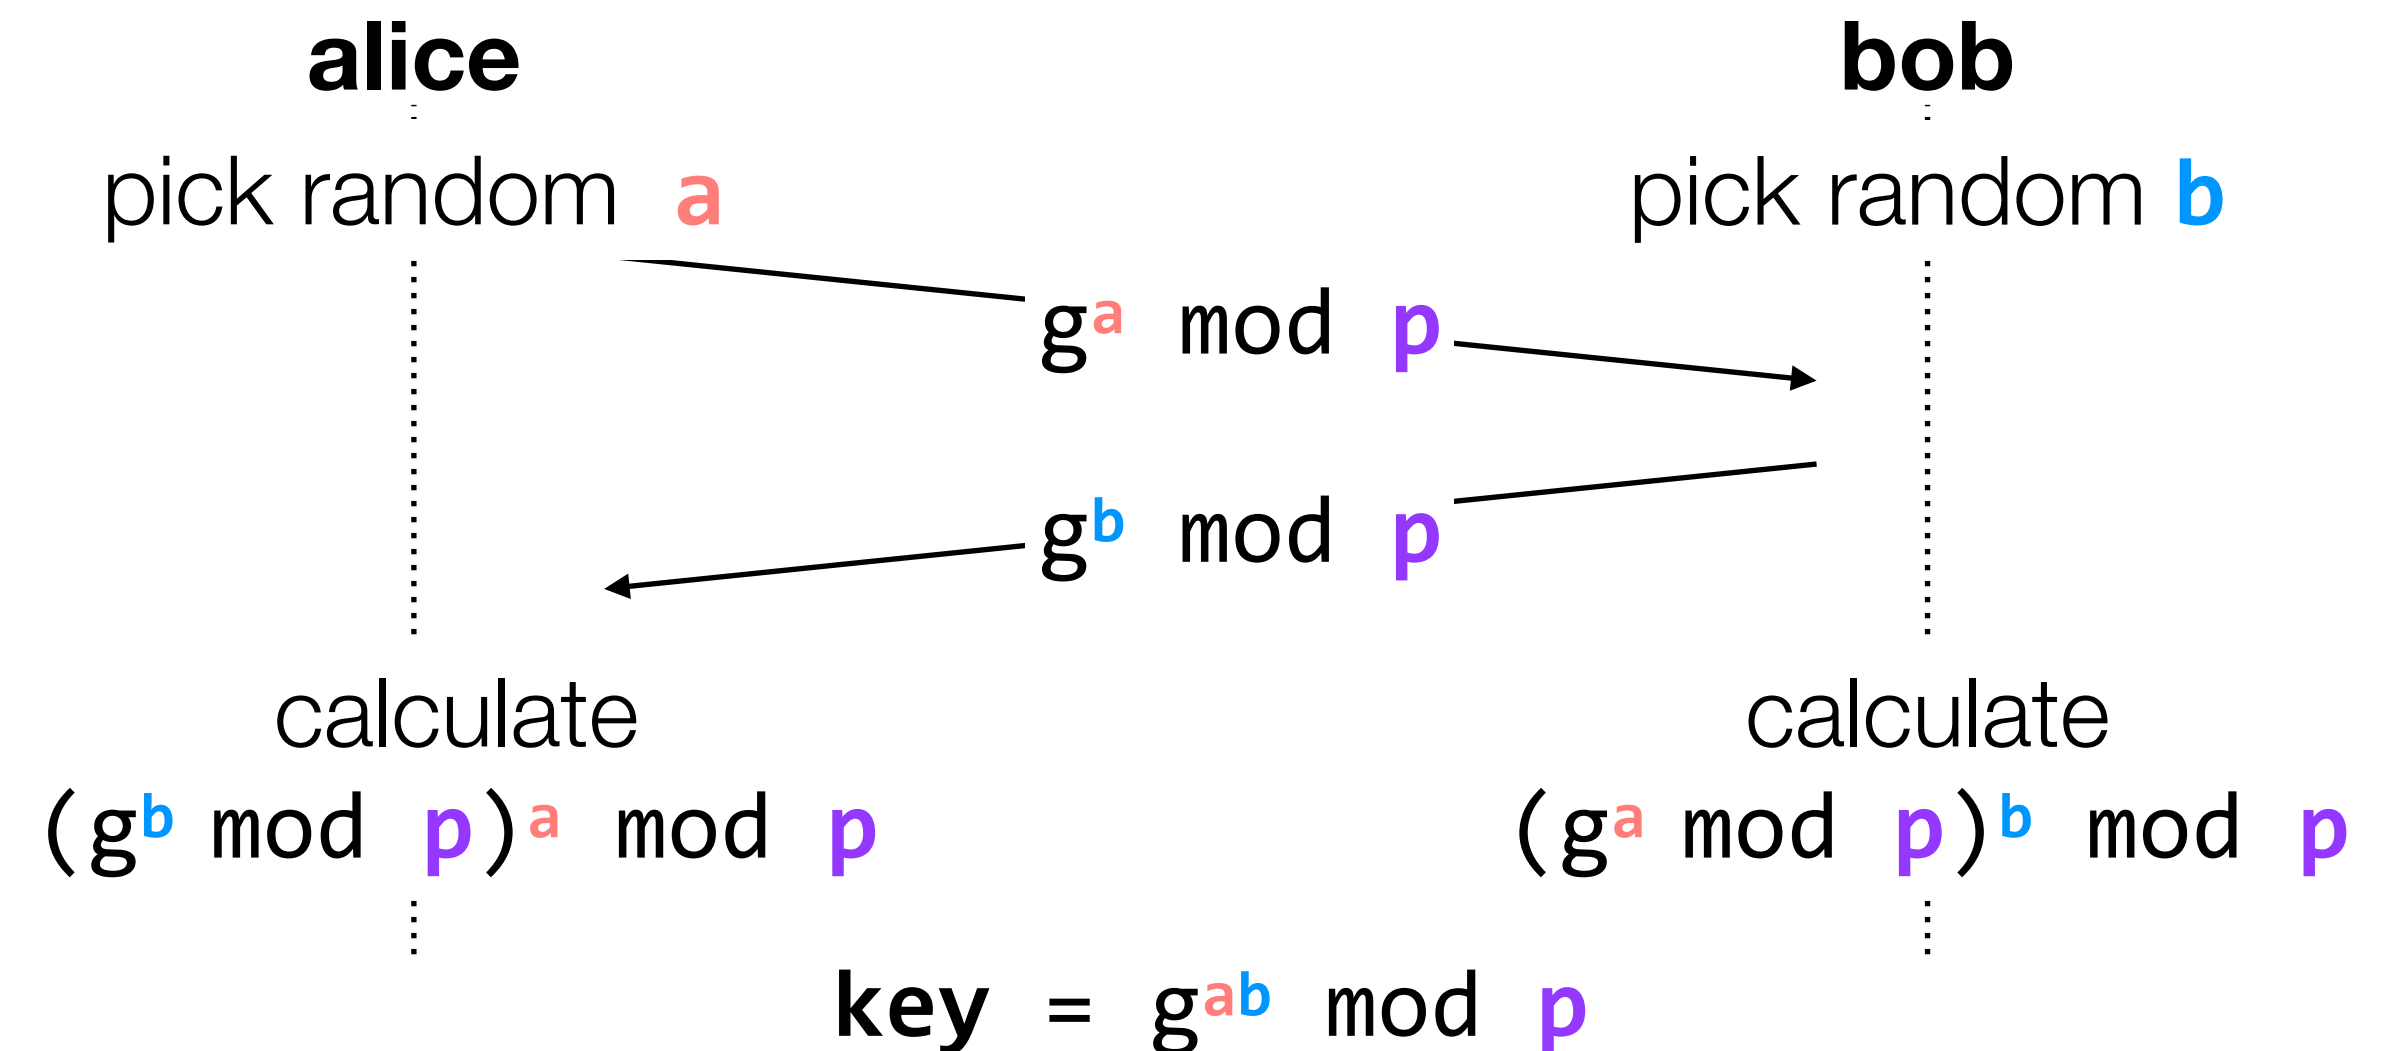 alice bob
pick random a pick random b
gᵃ mod p
gᵇ mod p
calculate calculate
(gᵇ mod p)ᵃ mod p (gᵃ mod p)ᵇ mod p
key = gᵃᵇ mod p